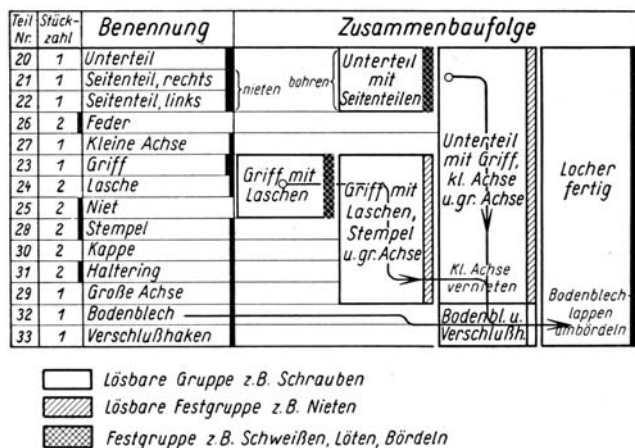 Teil Nr. Stückzahl Benennung Zusammenbaufolge
20 1 Unterteil
21 1 Seitenteil, rechts
22 1 Seitenteil, links
26 2 Feder
27 1 Kleine Achse
23 1 Griff
24 2 Lasche
25 2 Niet
28 2 Stempel
30 2 Kappe
31 2 Haltering
29 1 Große Achse
32 1 Bodenblech
33 1 Verschlußhaken
nieten
bohren
Unterteil
mit
Seitenteilen
Griff mit
Laschen
Griff mit
Laschen,
Stempel
u. gr. Achse
Unterteil
mit Griff,
kl. Achse
u. gr. Achse
Kl. Achse
vernieten
Bodenbl. u.
Verschlußh.
Locher
fertig
Bodenblech-
lappen
umbördeln
Lösbare Gruppe z.B. Schrauben
Lösbare Festgruppe z.B. Nieten
Festgruppe z.B. Schweißen, Löten, Bördeln